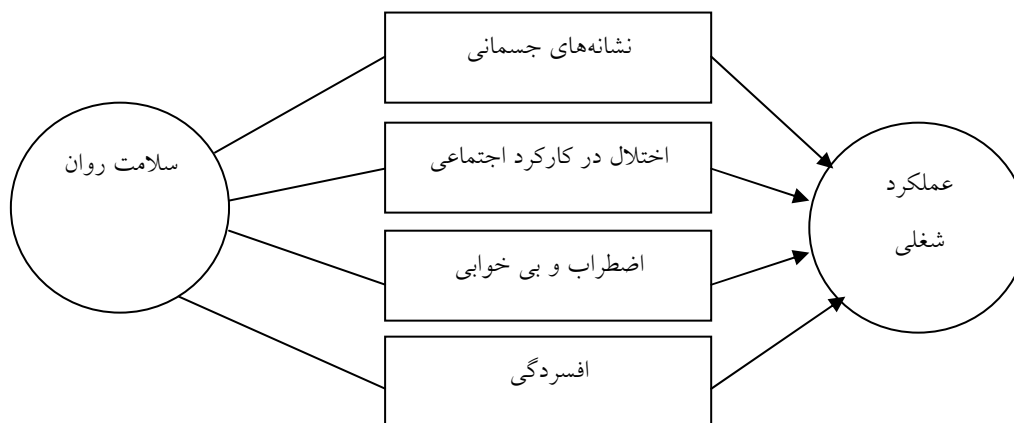 نشانه‌های جسمانی
سلامت روان
اختلال در کارکرد اجتماعی
عملکرد
شغلی
اضطراب و بی خوابی
افسردگی